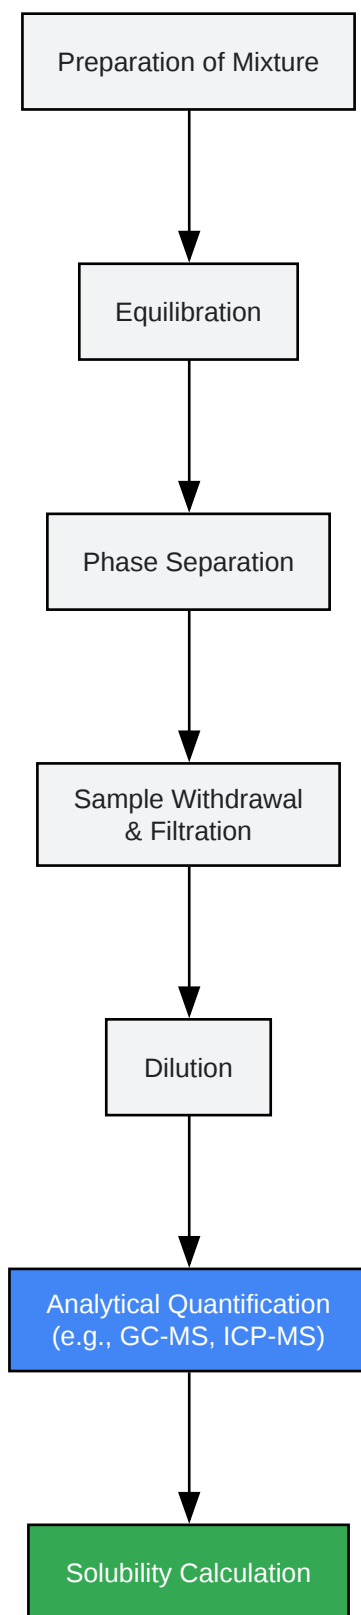 Preparation of Mixture
Equilibration
Phase Separation
Sample Withdrawal
& Filtration
Dilution
Analytical Quantification
(e.g., GC-MS, ICP-MS)
Solubility Calculation